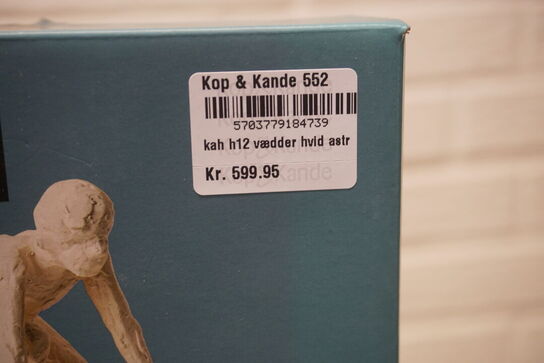 Kop & Kande 552
5703779184739
kah h12 vædder hvid astr
Kr. 599.95